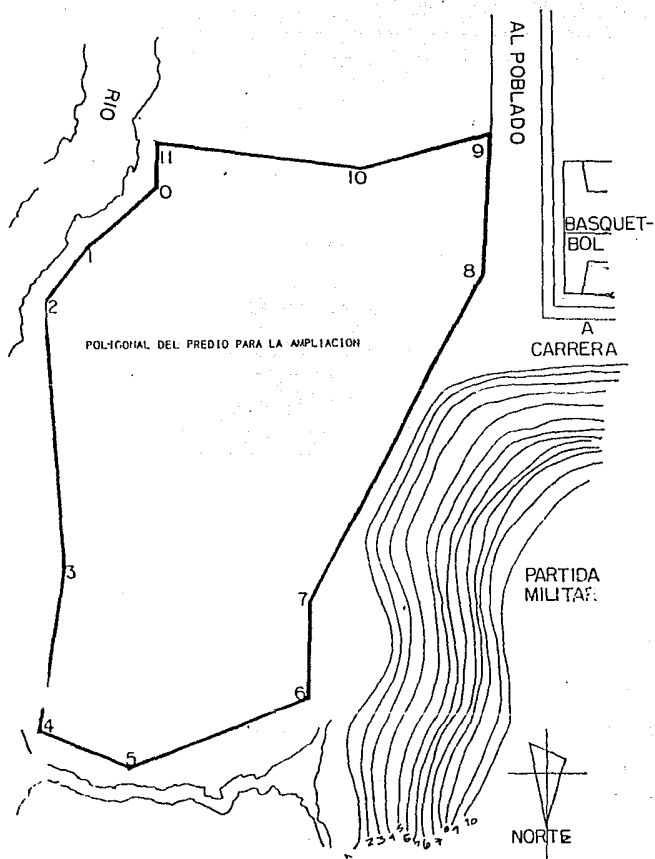 RIO
AL POBLADO
11
9
10
0
BASQUET-
BOL
1
8
2
A
CARRERA
POLIGONAL DEL PREDIO PARA LA AMPLIACION
3
PARTIDA
MILITAR
7
6
4
5
NORTE